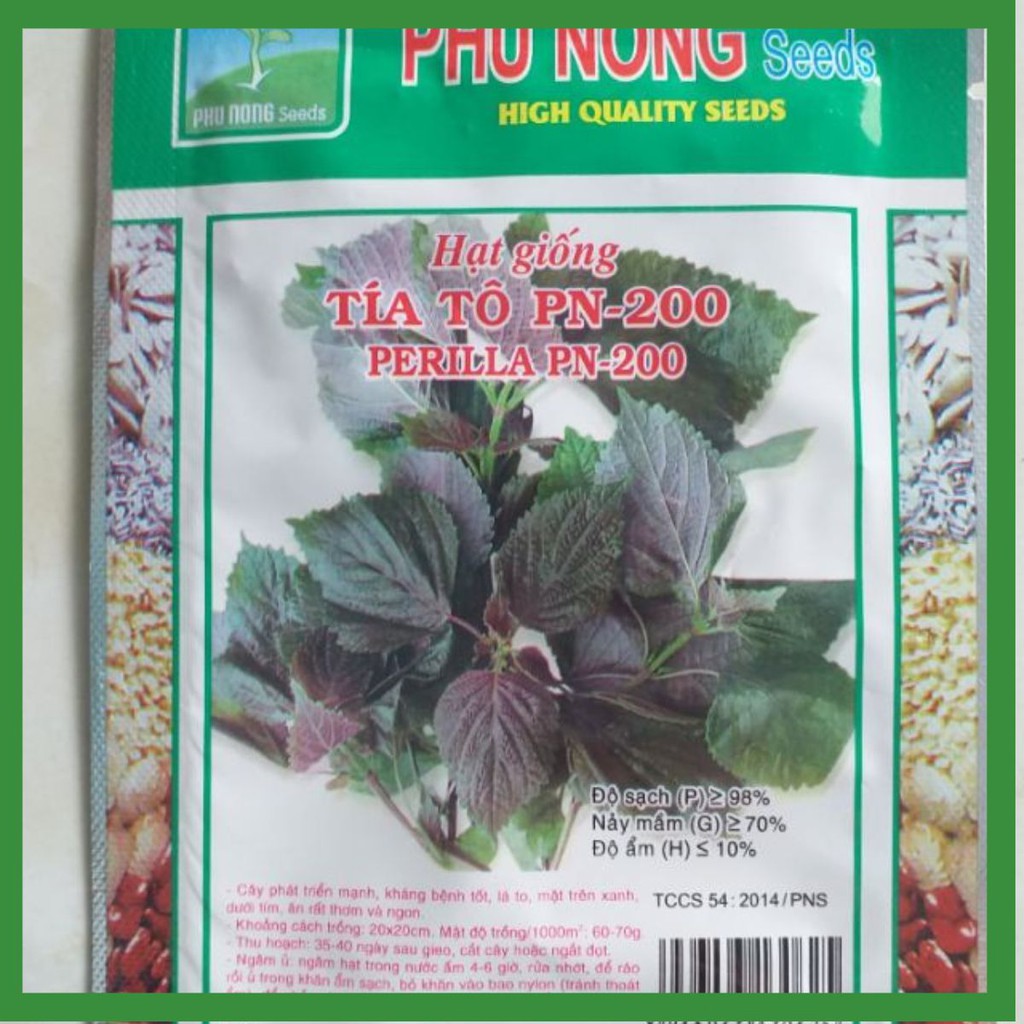 PHU NONG Seeds
PHU NONG Seeds
HIGH QUALITY SEEDS
Hạt giống
TÍA TÔ PN-200
PERILLA PN-200
Độ sạch (P) ≥ 98%
Nảy mầm (G) ≥ 70%
Độ ẩm (H) ≤ 10%
TCCS 54: 2014/PNS
- Cây phát triển mạnh, kháng bệnh tốt, lá to, mặt trên xanh,
dưới tím, ăn rất thơm và ngon.
- Khoảng cách trồng: 20x20cm. Mật độ trồng/1000m²: 60-70g.
- Thu hoạch: 35-40 ngày sau gieo, cắt cây hoặc ngắt đọt.
- Ngâm ủ: ngâm hạt trong nước ấm 4-6 giờ, rửa nhớt, để ráo
rồi ủ trong khăn ẩm sạch, bỏ khăn vào bao nylon (tránh thoát